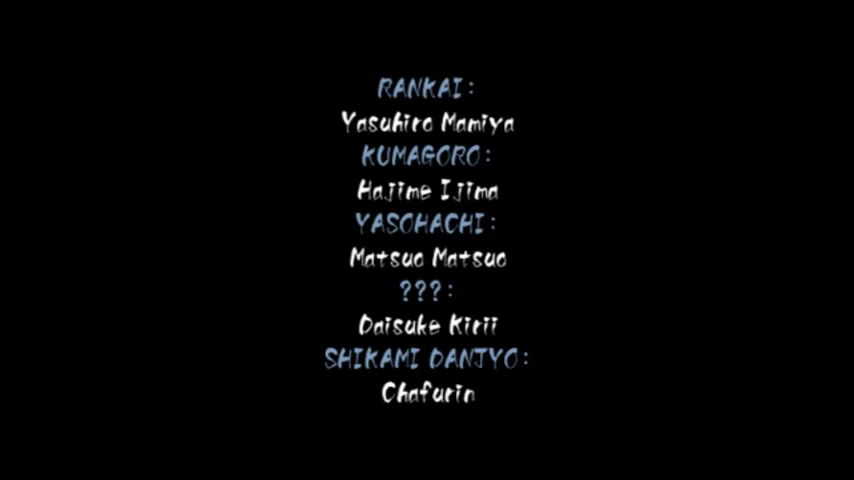 RANKAI:
Yasuhiro Mamiya
KUMAGORO:
Hajime Ijima
YASOHACHI:
Matsuo Matsuo
???:
Daisuke Kirii
SHIKAMI DANJYO:
Chafurin